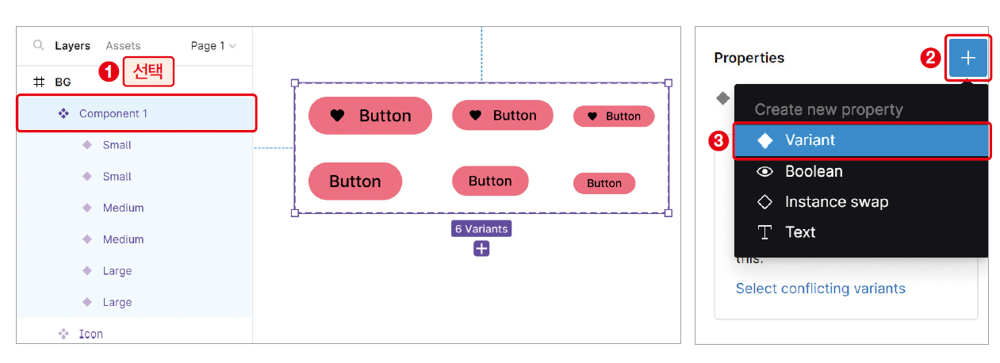 Layers Assets Page 1
1 선택
BG
Component 1
Small
Small
Medium
Medium
Large
Large
Icon
Button Button Button
Button Button Button
6 Variants
Properties
2
Create new property
3 Variant
Boolean
Instance swap
Text
this.
Select conflicting variants